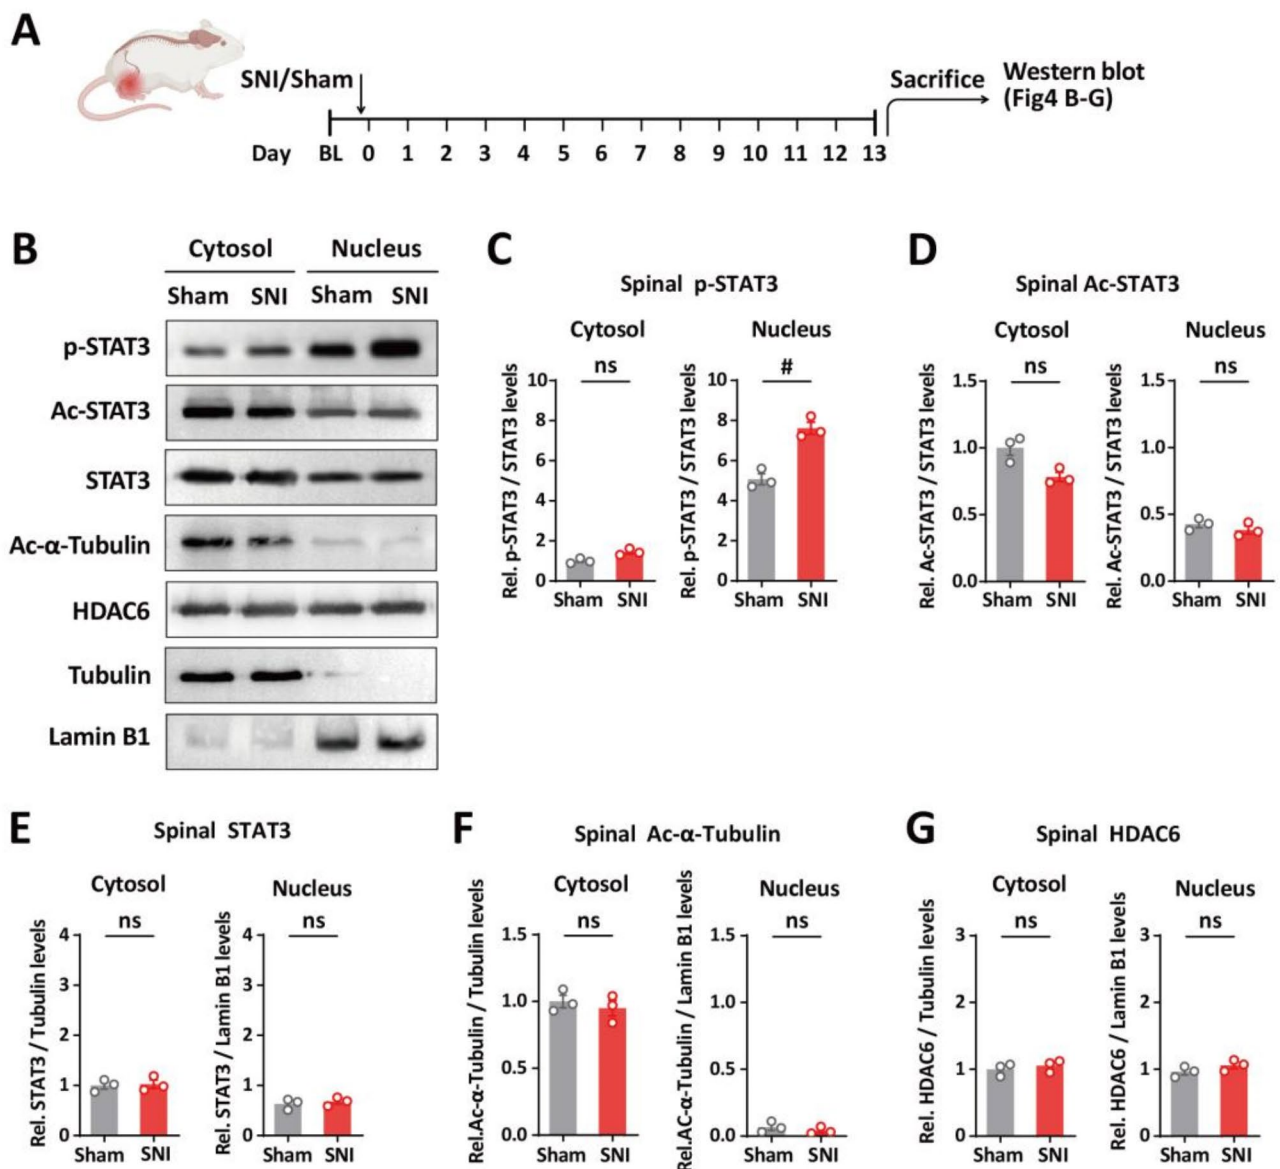 A
SNI/Sham
Sacrifice
Western blot
(Fig4 B-G)
Day BL 0 1 2 3 4 5 6 7 8 9 10 11 12 13
B
Cytosol Nucleus
Sham SNI Sham SNI
p-STAT3
Ac-STAT3
STAT3
Ac-α-Tubulin
HDAC6
Tubulin
Lamin B1
C
Spinal p-STAT3
Cytosol
ns
Rel. p-STAT3 / STAT3 levels
10
8
6
4
2
0
Sham SNI
Nucleus
#
Rel. p-STAT3 / STAT3 levels
10
8
6
4
2
0
Sham SNI
D
Spinal Ac-STAT3
Cytosol
ns
Rel. Ac-STAT3 / STAT3 levels
1.5
1.0
0.5
0.0
Sham SNI
Nucleus
ns
Rel. Ac-STAT3 / STAT3 levels
1.5
1.0
0.5
0.0
Sham SNI
E
Spinal STAT3
Cytosol
ns
Rel. STAT3 / Tubulin levels
4
3
2
1
0
Sham SNI
Nucleus
ns
Rel. STAT3 / Lamin B1 levels
4
3
2
1
0
Sham SNI
F
Spinal Ac-α-Tubulin
Cytosol
ns
Rel.Ac-α-Tubulin / Tubulin levels
1.5
1.0
0.5
0.0
Sham SNI
Nucleus
ns
Rel.AC-α-Tubulin / Lamin B1 levels
1.5
1.0
0.5
0.0
Sham SNI
G
Spinal HDAC6
Cytosol
ns
Rel. HDAC6 / Tubulin levels
3
2
1
0
Sham SNI
Nucleus
ns
Rel. HDAC6 / Lamin B1 levels
3
2
1
0
Sham SNI